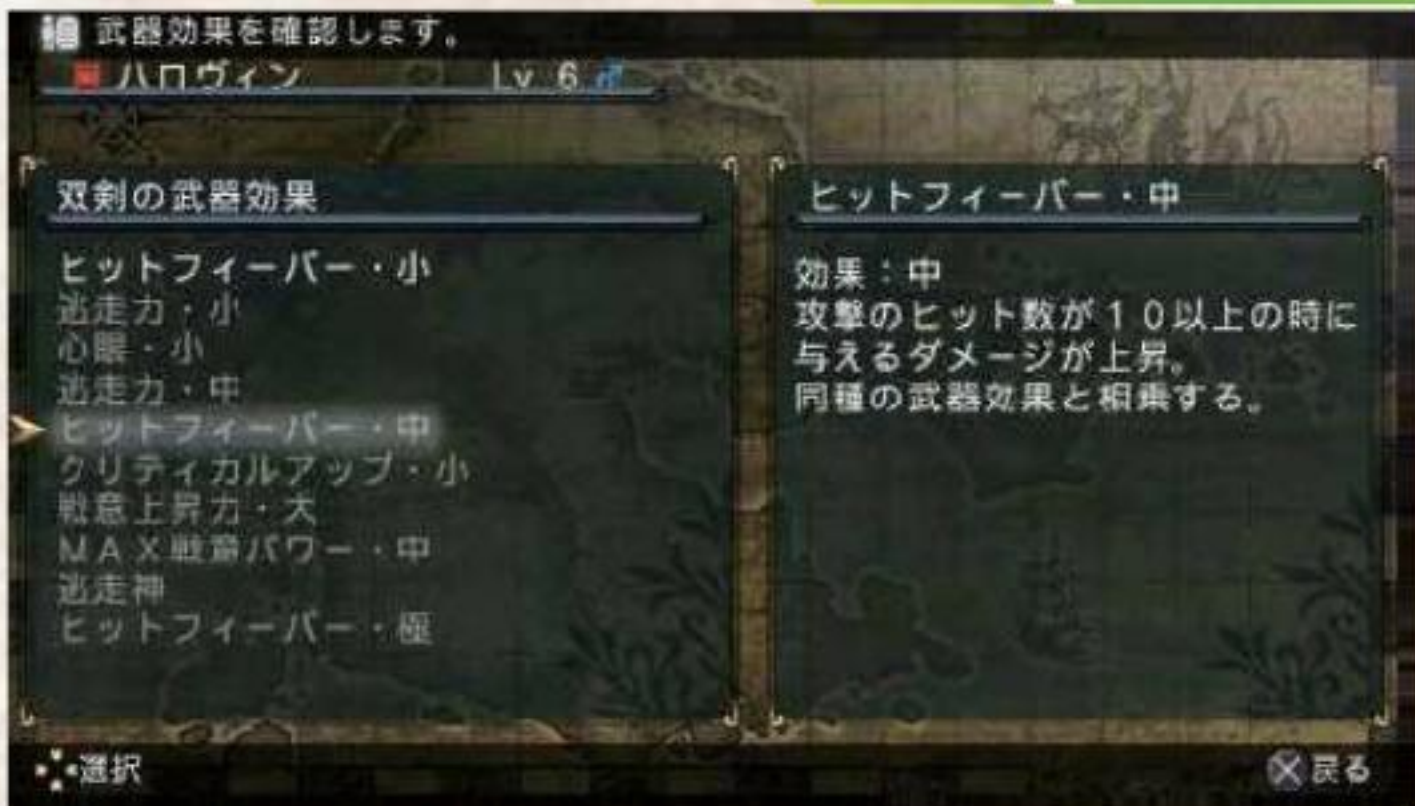 武器効果を確認します。
ハロヴィン Lv 6 ♂
双剣の武器効果
ヒットフィーバー・小
逃走力・小
心眼・小
逃走力・中
ヒットフィーバー・中
クリティカルアップ・小
戦意上昇力・大
MAX戦意パワー・中
逃走神
ヒットフィーバー・極
ヒットフィーバー・中
効果：中
攻撃のヒット数が10以上の時に
与えるダメージが上昇。
同種の武器効果と相乗する。
選択
戻る